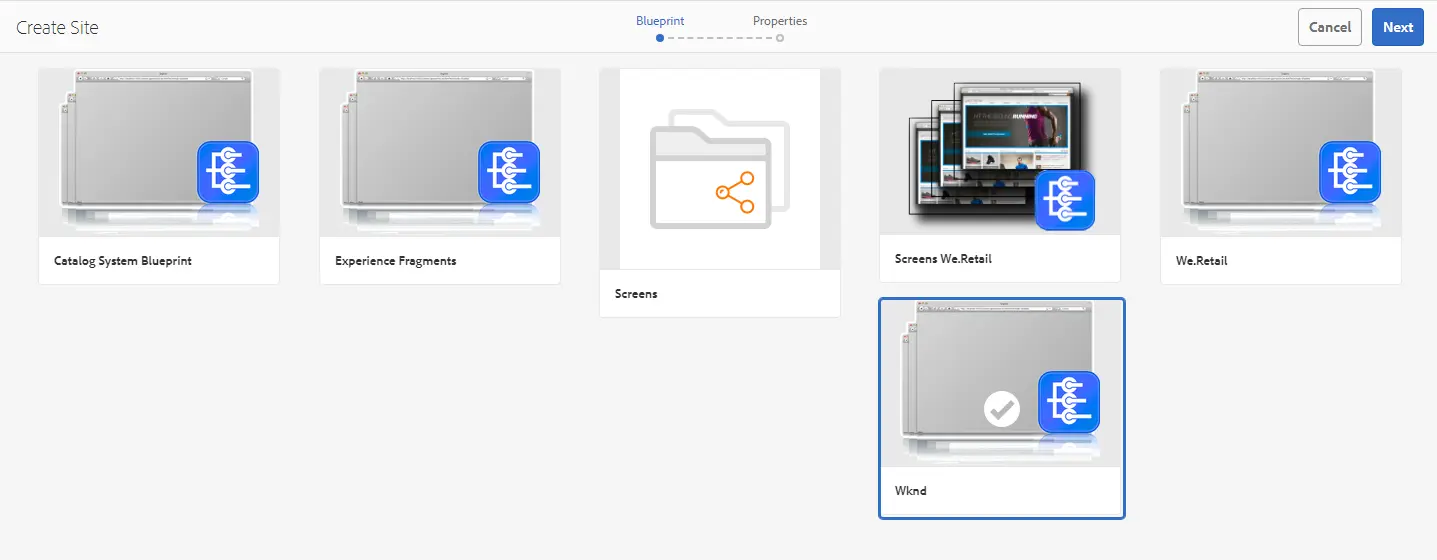 Create Site
Blueprint
Properties
Cancel
Next
Catalog System Blueprint
Experience Fragments
Screens
Screens We.Retail
We.Retail
Wknd